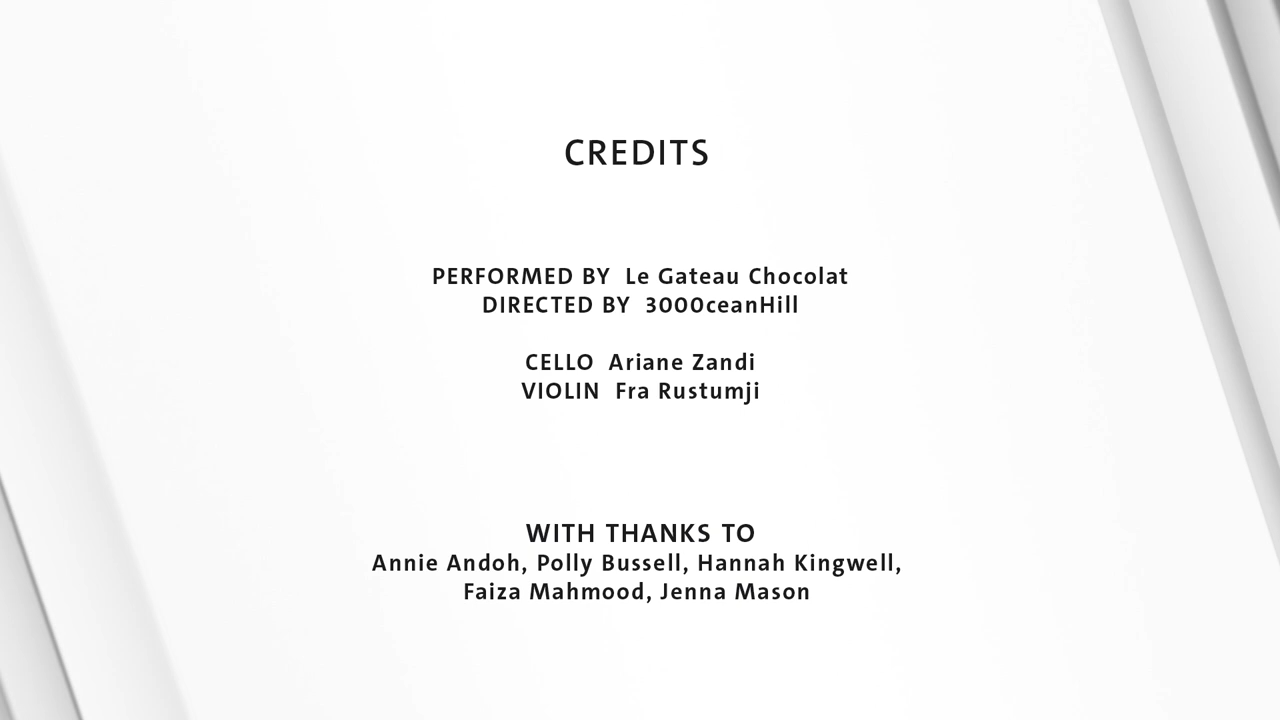 CREDITS
PERFORMED BY Le Gateau Chocolat
DIRECTED BY 3000ceanHill
CELLO Ariane Zandi
VIOLIN Fra Rustumji
WITH THANKS TO
Annie Andoh, Polly Bussell, Hannah Kingwell,
Faiza Mahmood, Jenna Mason